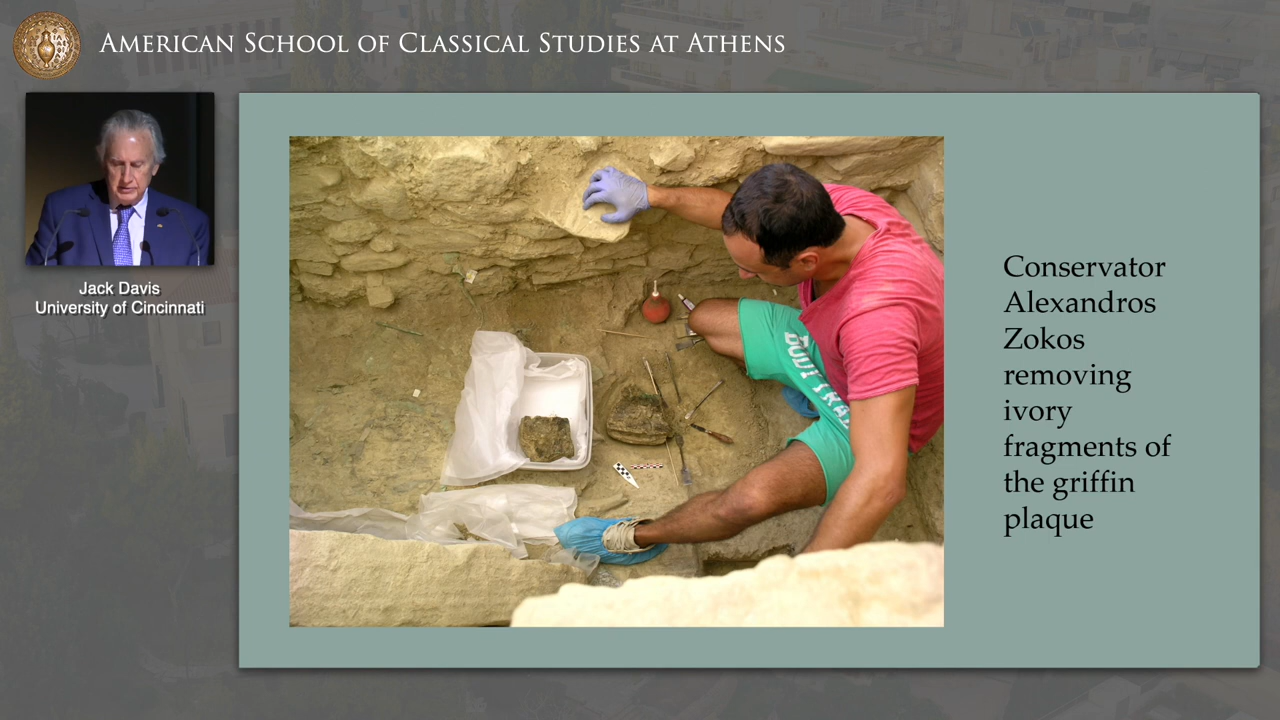 AMERICAN SCHOOL OF CLASSICAL STUDIES AT ATHENS
Jack Davis
University of Cincinnati
Conservator
Alexandros
Zokos
removing
ivory
fragments of
the griffin
plaque